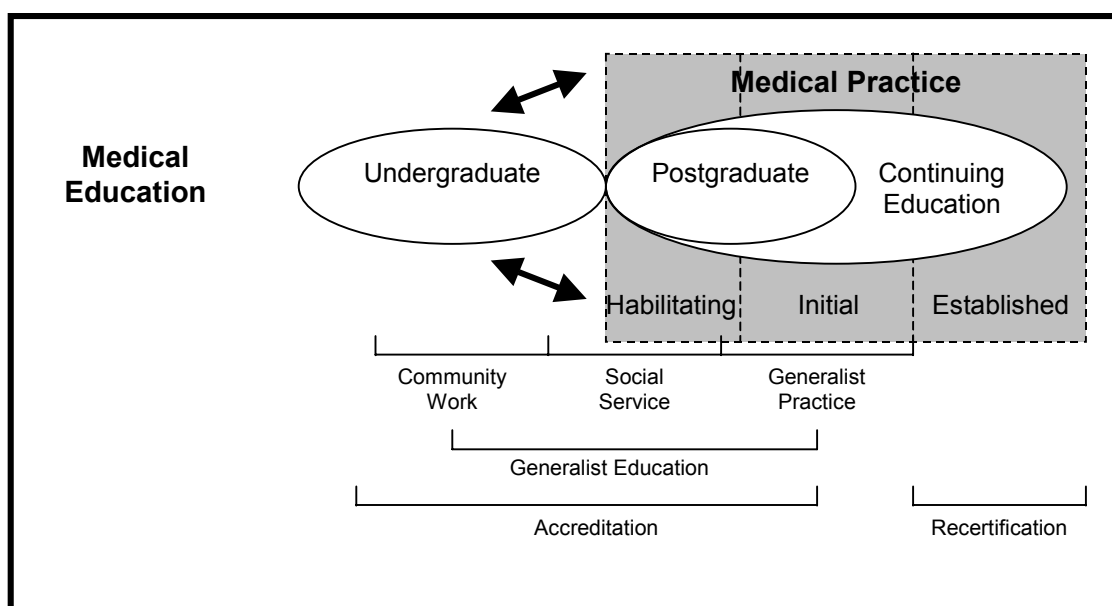 Medical Practice
Medical
Education
Undergraduate
Postgraduate
Continuing
Education
Habilitating
Initial
Established
Community
Work
Social
Service
Generalist
Practice
Generalist Education
Accreditation
Recertification